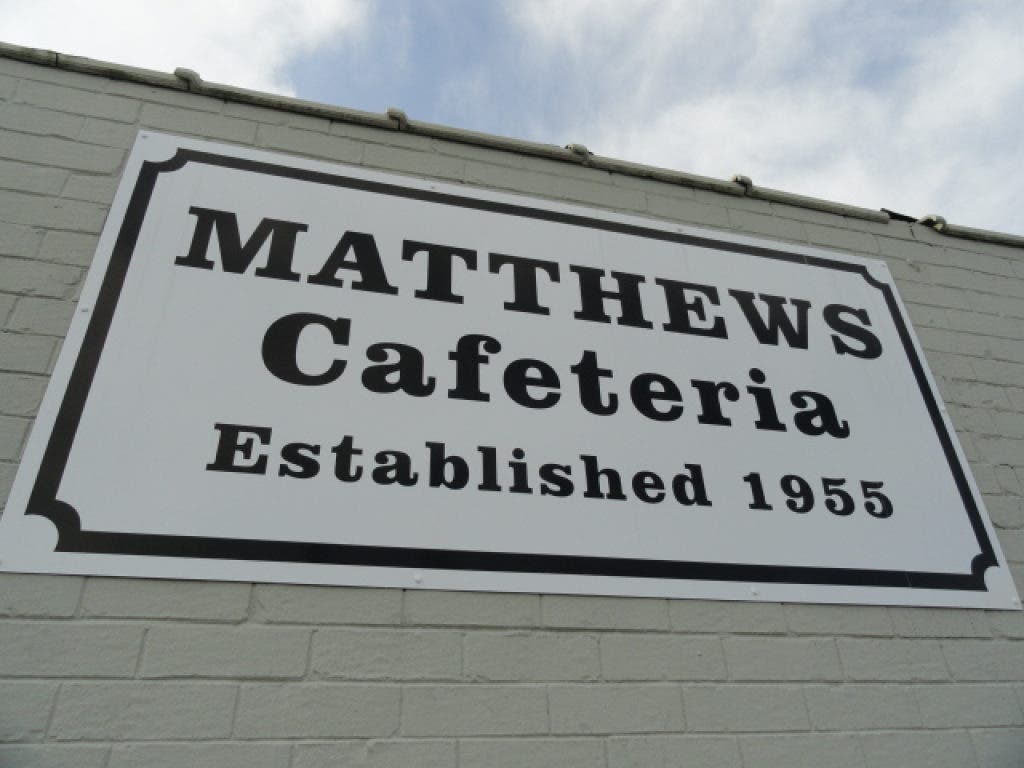 MATTHEWS
Cafeteria
Established 1955